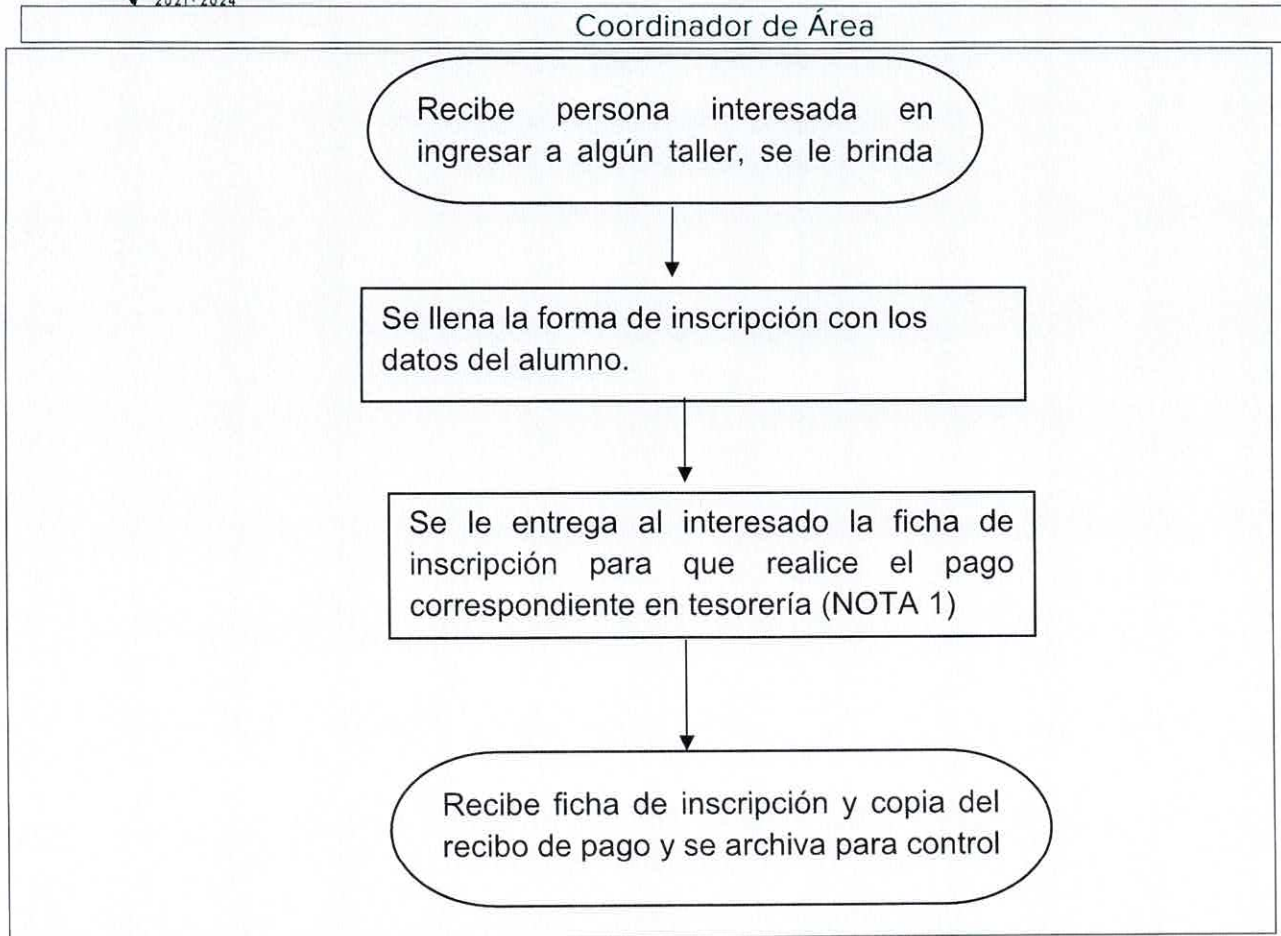 2021-2024
Coordinador de Área
Recibe persona interesada en
ingresar a algún taller, se le brinda
Se llena la forma de inscripción con los
datos del alumno.
Se le entrega al interesado la ficha de
inscripción para que realice el pago
correspondiente en tesorería (NOTA 1)
Recibe ficha de inscripción y copia del
recibo de pago y se archiva para control